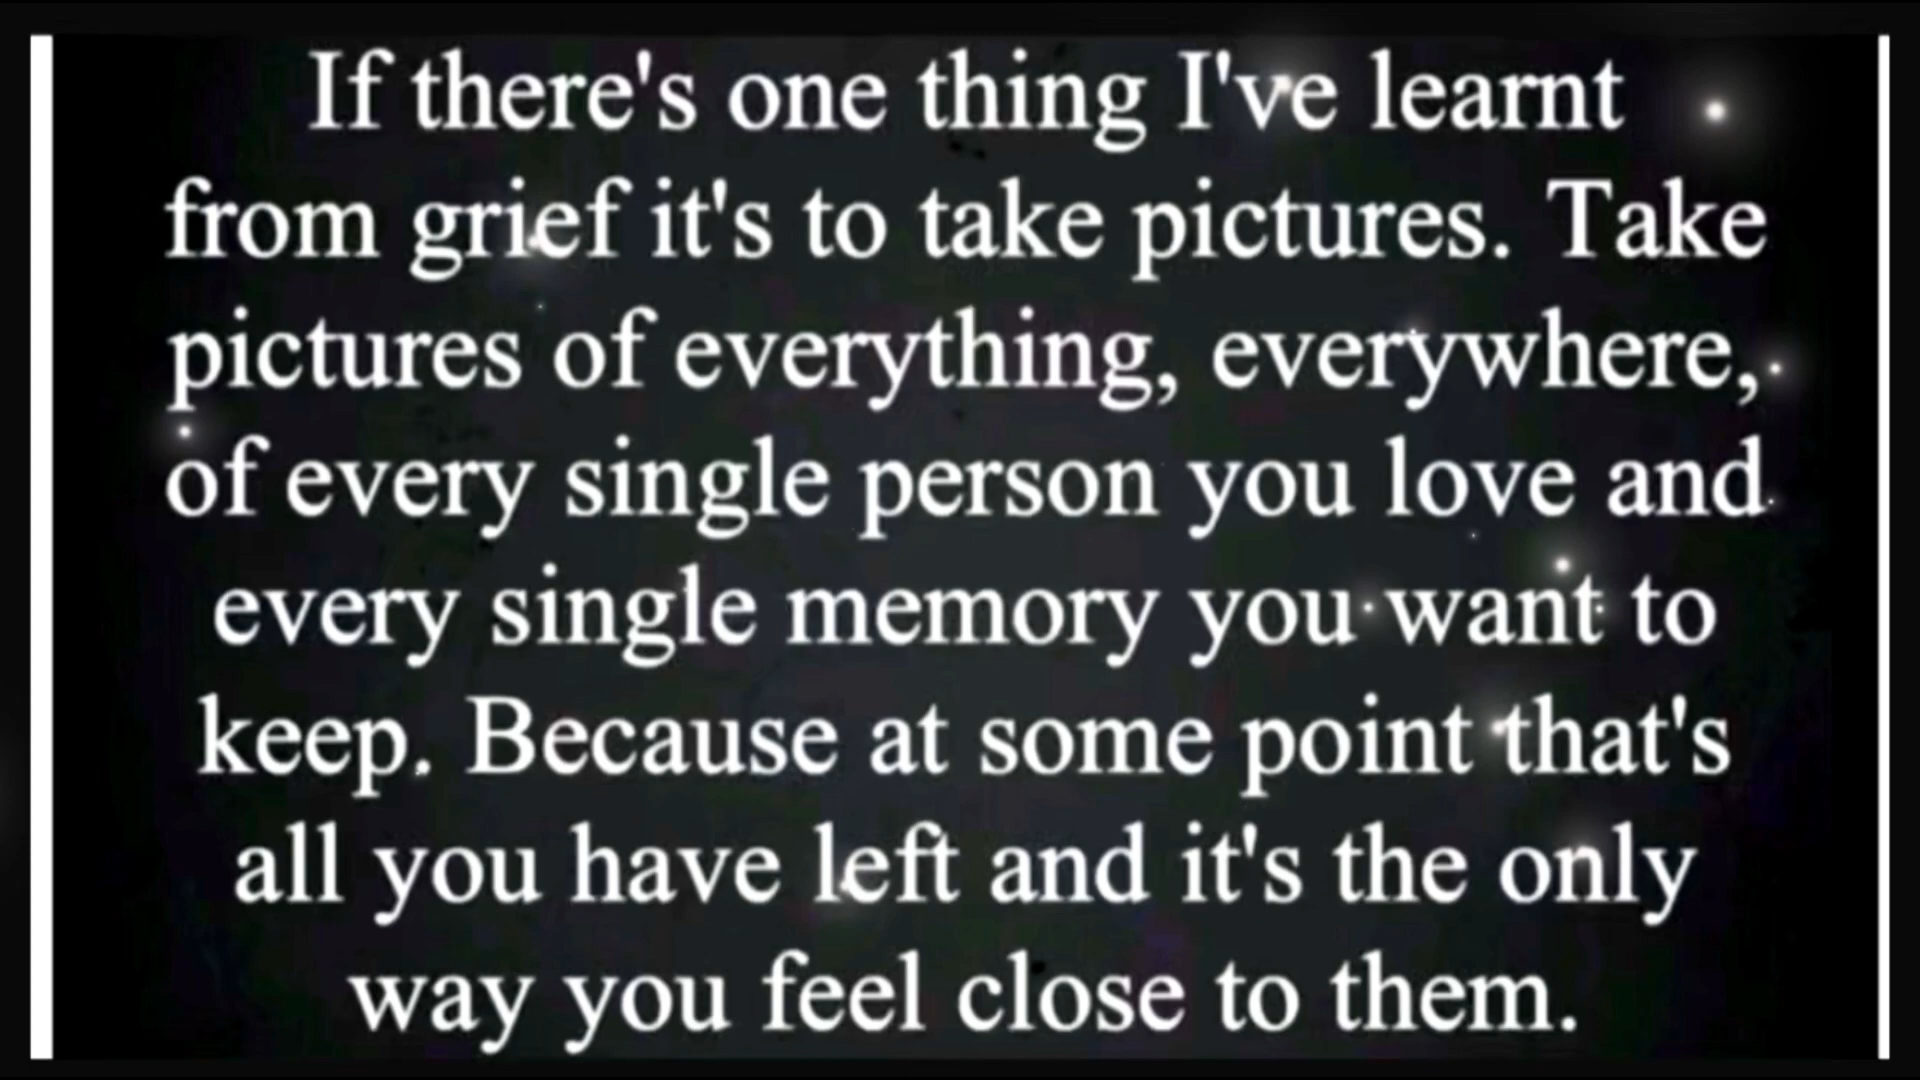 If there's one thing I've learnt
from grief it's to take pictures. Take
pictures of everything, everywhere,
of every single person you love and
every single memory you want to
keep. Because at some point that's
all you have left and it's the only
way you feel close to them.